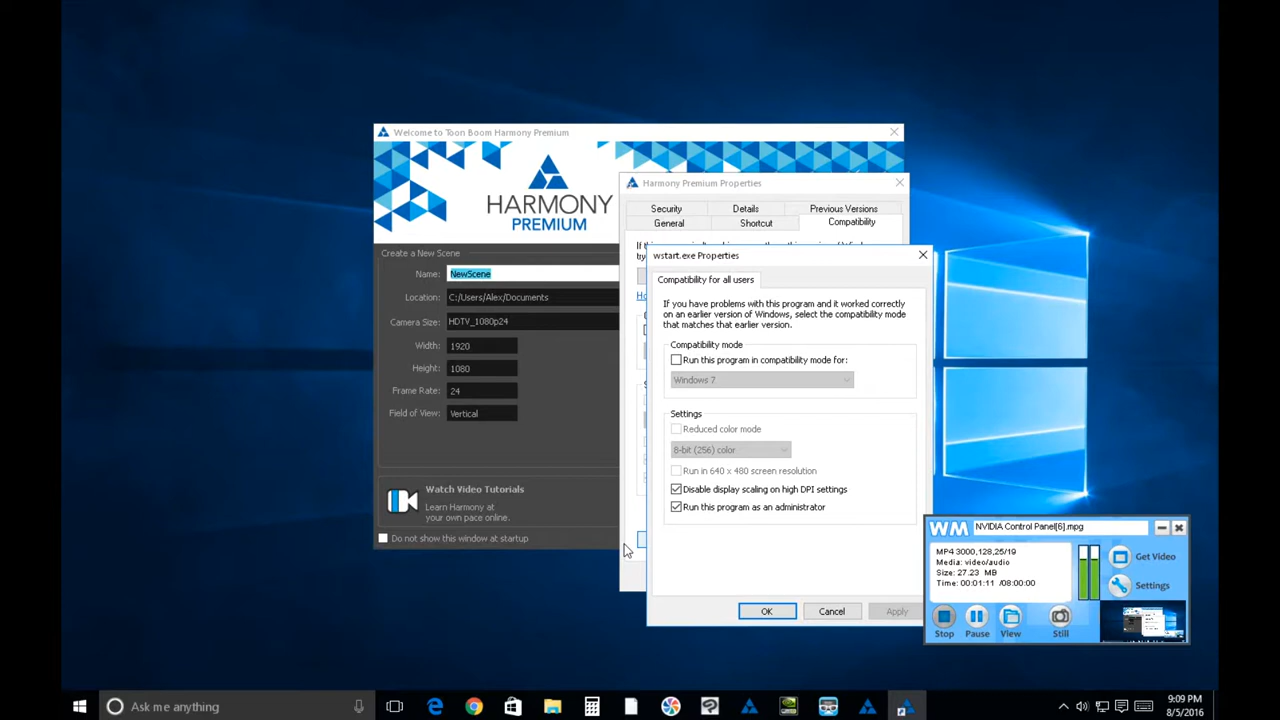 Welcome to Toon Boom Harmony Premium
HARMONY
PREMIUM
Create a New Scene
Name: NewScene
Location: C:/Users/Alex/Documents
Camera Size: HDTV_1080p24
Width: 1920
Height: 1080
Frame Rate: 24
Field of View: Vertical
Watch Video Tutorials
Learn Harmony at
your own pace online.
Do not show this window at startup
Harmony Premium Properties
Security Details Previous Versions
General Shortcut Compatibility
wstart.exe Properties
Compatibility for all users
If you have problems with this program and it worked correctly
on an earlier version of Windows, select the compatibility mode
that matches that earlier version.
Compatibility mode
Run this program in compatibility mode for:
Windows 7
Settings
Reduced color mode
8-bit (256) color
Run in 640 x 480 screen resolution
Disable display scaling on high DPI settings
Run this program as an administrator
OK Cancel Apply
WM NVIDIA Control Panel[6].mpg
MP4 3000,128,25/19
Media: video/audio
Size: 27.23 MB
Time: 00:01:11 /08:00:00
Get Video
Settings
Stop Pause View Still
Ask me anything
9:09 PM
8/5/2016